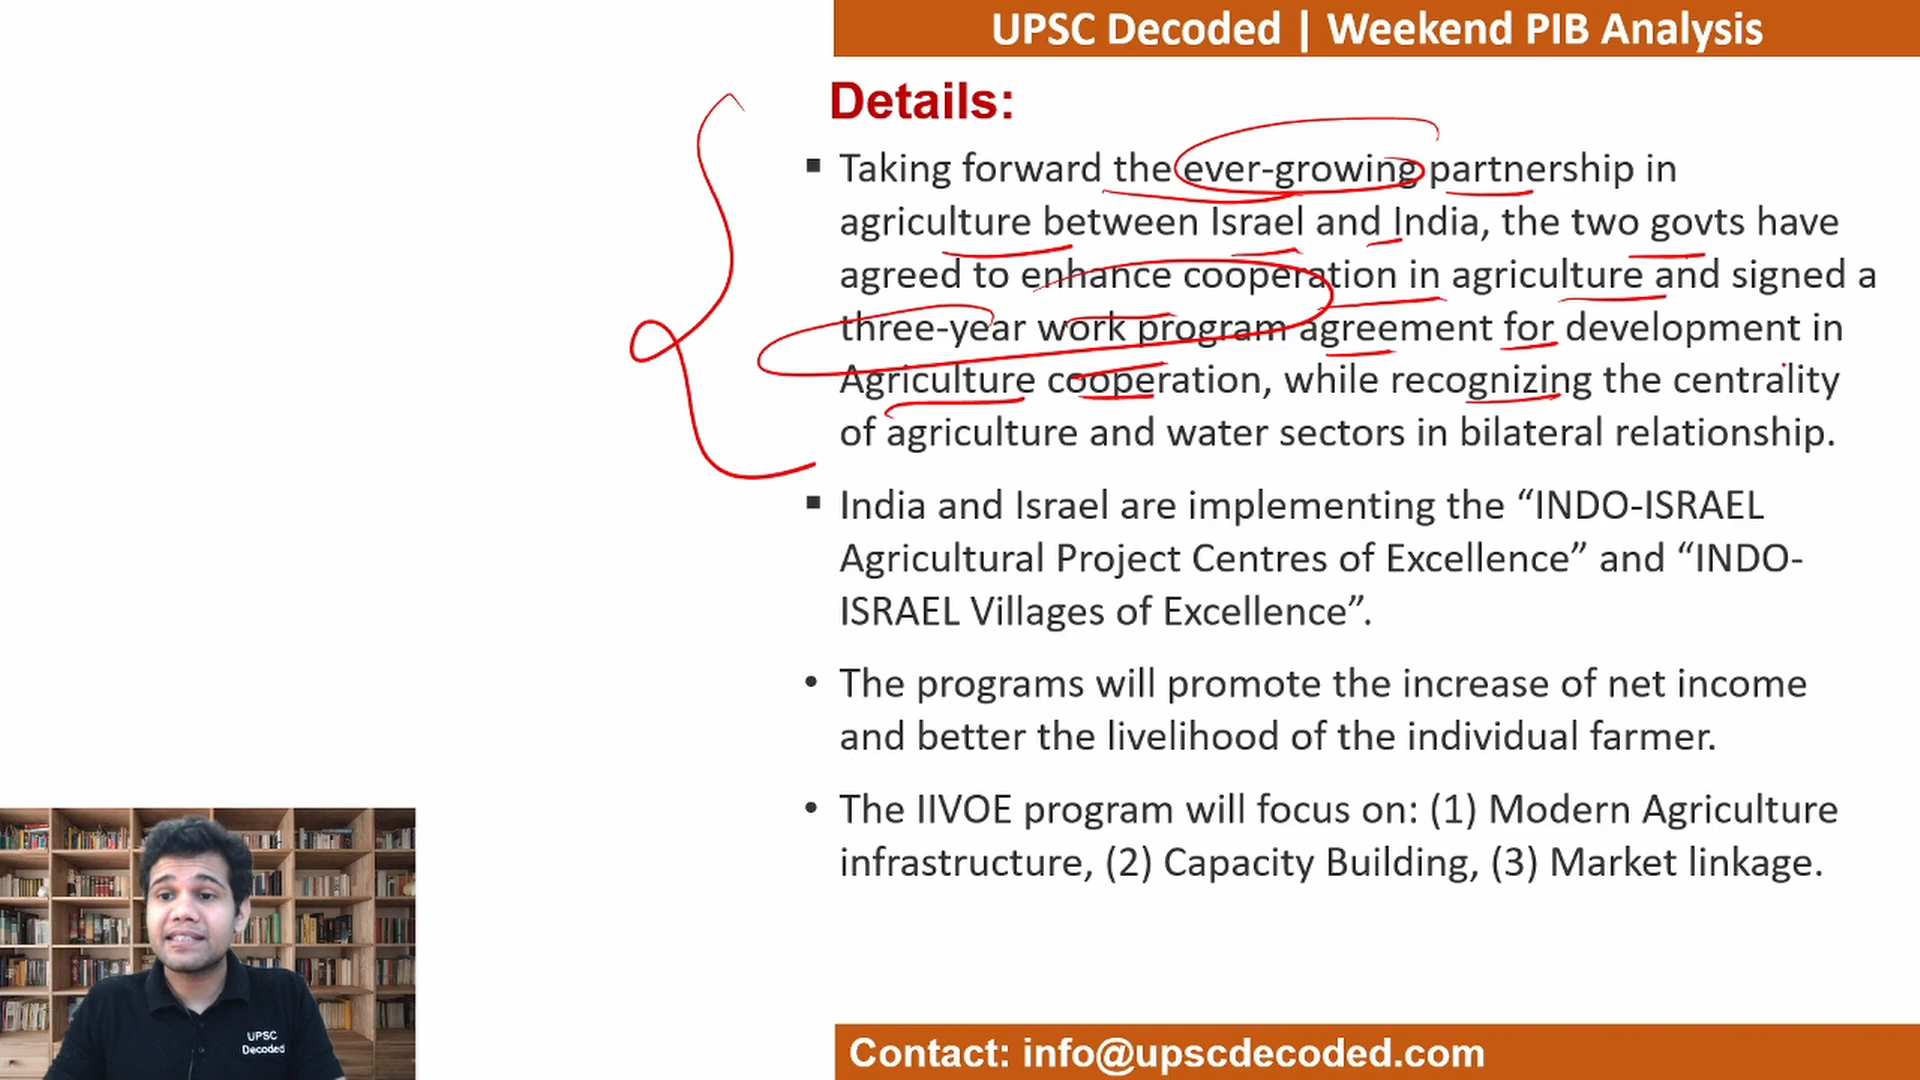 UPSC Decoded | Weekend PIB Analysis
Details:
▪ Taking forward the ever-growing partnership in
agriculture between Israel and India, the two govts have
agreed to enhance cooperation in agriculture and signed a
three-year work program agreement for development in
Agriculture cooperation, while recognizing the centrality
of agriculture and water sectors in bilateral relationship.
▪ India and Israel are implementing the “INDO-ISRAEL
Agricultural Project Centres of Excellence” and “INDO-
ISRAEL Villages of Excellence”.
• The programs will promote the increase of net income
and better the livelihood of the individual farmer.
• The IIVOE program will focus on: (1) Modern Agriculture
infrastructure, (2) Capacity Building, (3) Market linkage.
UPSC
Decoded
Contact: info@upscdecoded.com